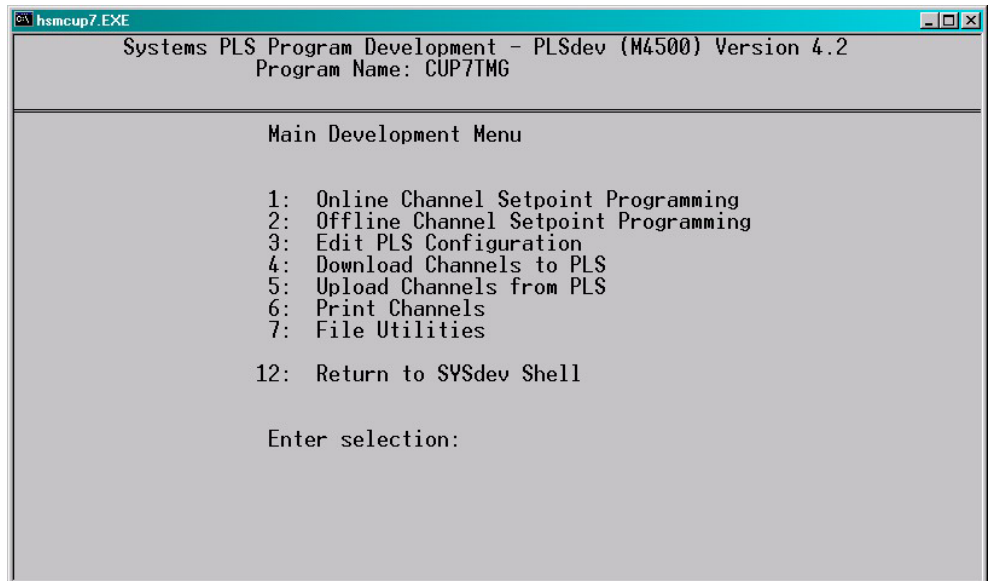 hsmcup7.EXE
Systems PLS Program Development - PLSdev (M4500) Version 4.2
Program Name: CUP7TMG
Main Development Menu
1: Online Channel Setpoint Programming
2: Offline Channel Setpoint Programming
3: Edit PLS Configuration
4: Download Channels to PLS
5: Upload Channels from PLS
6: Print Channels
7: File Utilities
12: Return to SYSdev Shell
Enter selection: